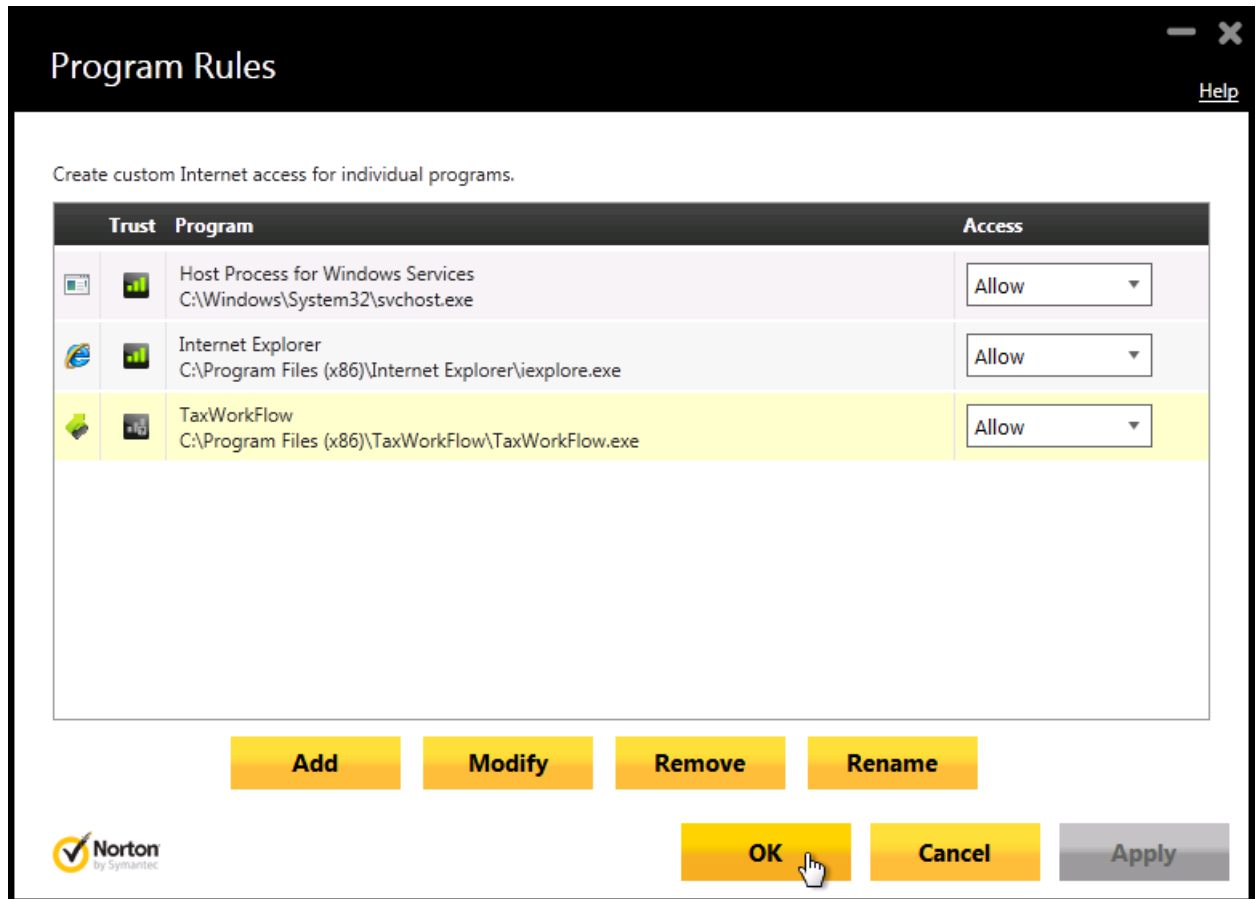 Program Rules
Help
Create custom Internet access for individual programs.
Trust Program Access
Host Process for Windows Services
C:\Windows\System32\svchost.exe
Allow
Internet Explorer
C:\Program Files (x86)\Internet Explorer\iexplore.exe
Allow
TaxWorkFlow
C:\Program Files (x86)\TaxWorkFlow\TaxWorkFlow.exe
Allow
Add Modify Remove Rename
Norton
by Symantec
OK Cancel Apply